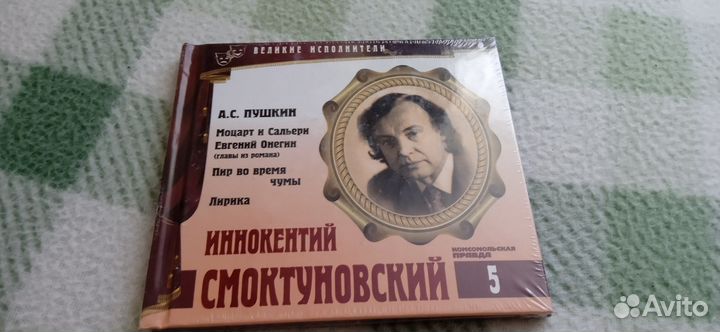 ВЕЛИКИЕ ИСПОЛНИТЕЛИ
А.С. ПУШКИН
Моцарт и Сальери
Евгений Онегин
(главы из романа)
Пир во время
чумы
Лирика
ИННОКЕНТИЙ
СМОКТУНОВСКИЙ
КОМСОМОЛЬСКАЯ
ПРАВДА
5
Avito